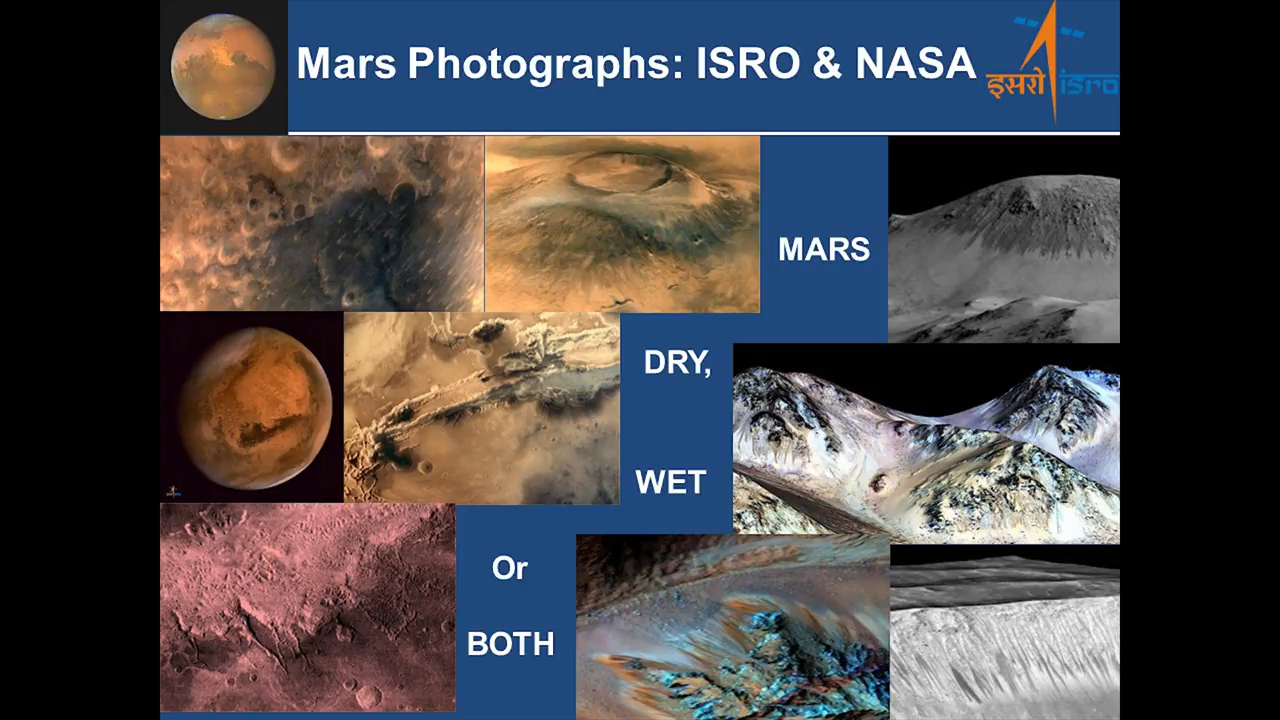 Mars Photographs: ISRO & NASA
इसरो isro
MARS
DRY,
WET
Or
BOTH